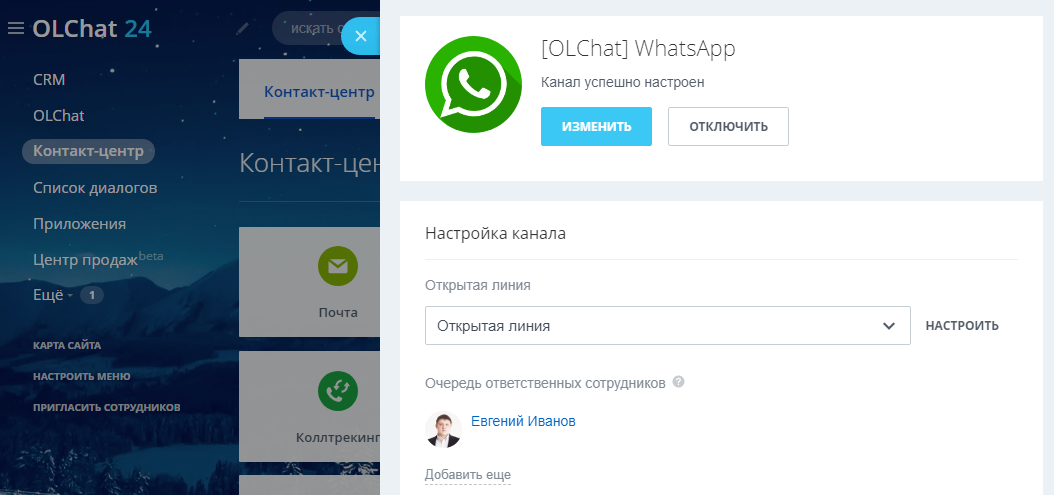 OLChat 24
искать с
CRM
OLChat
Контакт-центр
Список диалогов
Приложения
Центр продаж beta
Ещё 1
КАРТА САЙТА
НАСТРОИТЬ МЕНЮ
ПРИГЛАСИТЬ СОТРУДНИКОВ
Контакт-центр
Контакт-цен
Почта
Коллтрекинг
[OLChat] WhatsApp
Канал успешно настроен
ИЗМЕНИТЬ
ОТКЛЮЧИТЬ
Настройка канала
Открытая линия
Открытая линия
НАСТРОИТЬ
Очередь ответственных сотрудников ?
Евгений Иванов
Добавить еще